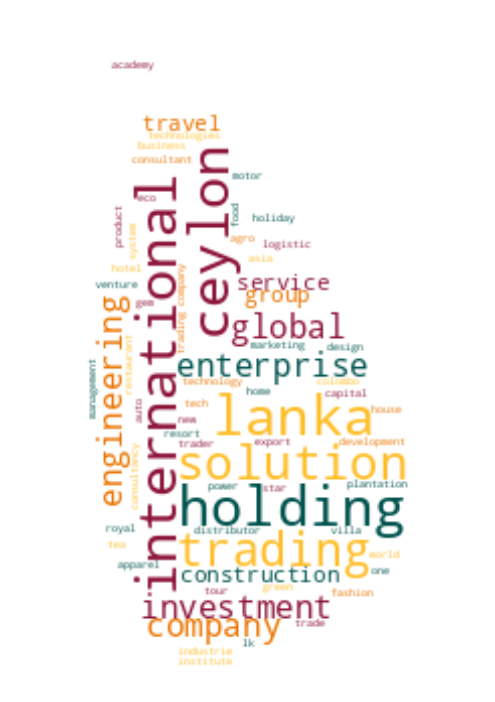 academy
travel
technologies
business
consultant
ceylon
motor
international
eco
product
food
holiday
system
agro
logistic
asia
hotel
trading company
venture
service
group
gem
engineering
global
restaurant
marketing
design
management
enterprise
technology
colombo
home
capital
lanka
auto
tech
house
new
resort
trader
export
development
solution
consultancy
power
star
plantation
holding
royal
distributor
villa
trading
tea
world
apparel
construction
one
tour
green
fashion
investment
company
trade
lk
industrie
institute